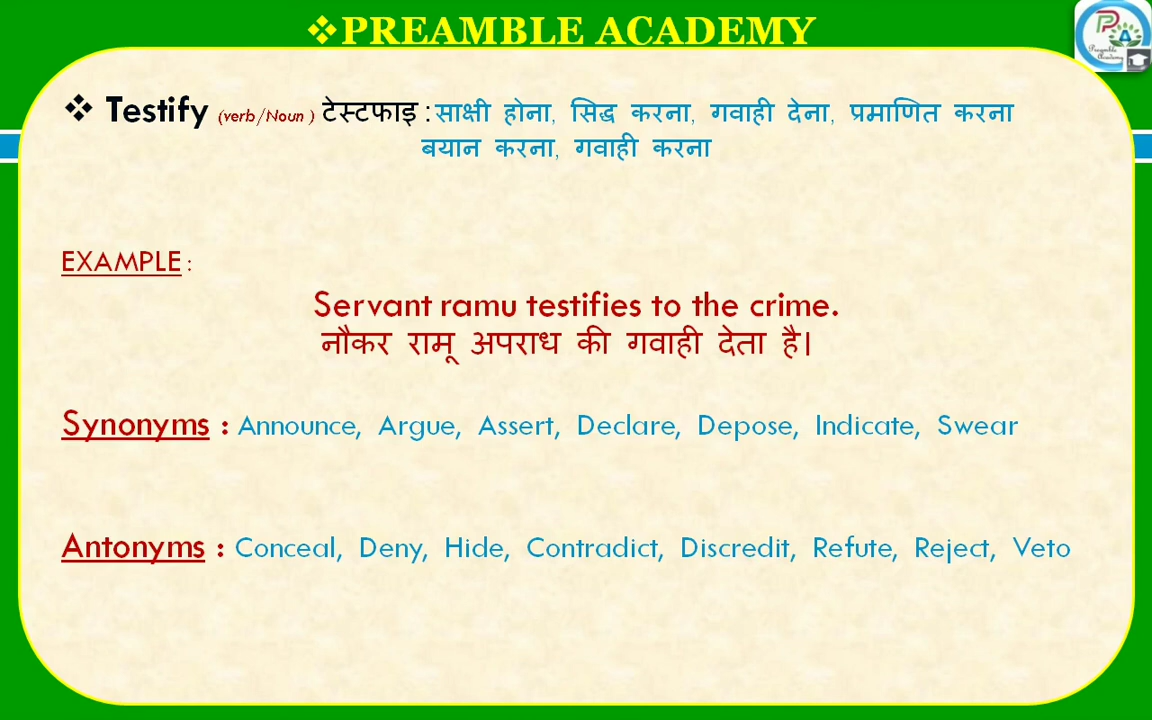 ❖PREAMBLE ACADEMY
❖ Testify (verb/Noun ) टेस्टफाइ : साक्षी होना, सिद्ध करना, गवाही देना, प्रमाणित करना
बयान करना, गवाही करना
EXAMPLE :
Servant ramu testifies to the crime.
नौकर रामू अपराध की गवाही देता है।
Synonyms : Announce, Argue, Assert, Declare, Depose, Indicate, Swear
Antonyms : Conceal, Deny, Hide, Contradict, Discredit, Refute, Reject, Veto
P A
Preamble
Academy